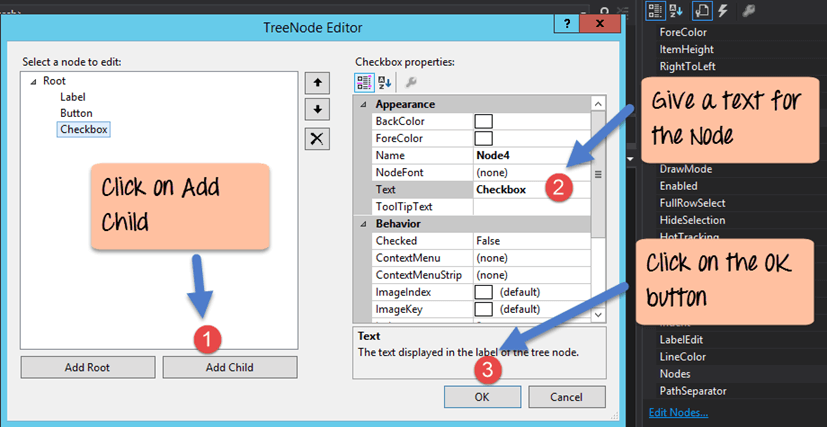 TreeNode Editor
?
Select a node to edit:
Root
Label
Button
Checkbox
Add Root
Add Child
Checkbox properties:
Appearance
BackColor
ForeColor
Name Node4
NodeFont (none)
Text Checkbox
ToolTipText
Behavior
Checked False
ContextMenu (none)
ContextMenuStrip (none)
ImageIndex (default)
ImageKey (default)
Text
The text displayed in the label of the tree node.
OK
Cancel
Click on Add
Child
1
Give a text for
the Node
2
Click on the OK
button
3
ForeColor
ItemHeight
RightToLeft
DrawMode
Enabled
FullRowSelect
HideSelection
HotTracking
LabelEdit
LineColor
Nodes
PathSeparator
Edit Nodes...